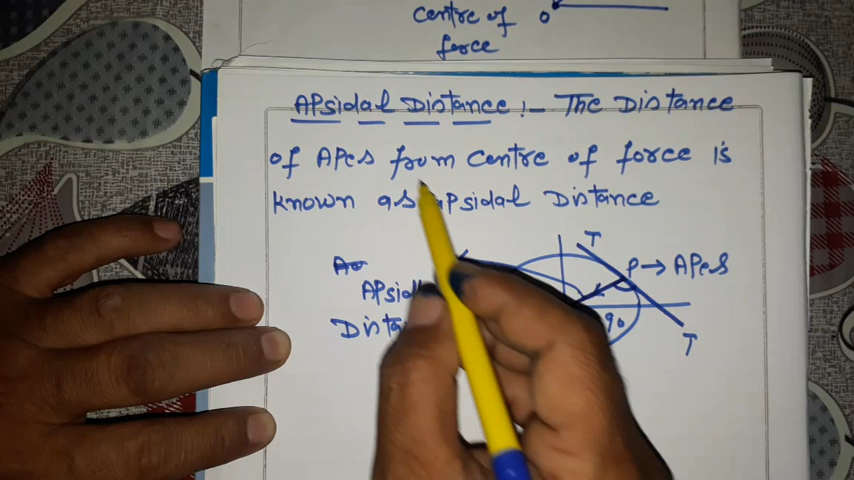 centre of
force
O
APsidal Distance :- The Distance
of APes from centre of force is
known as apsidal Distance
T
P → APes
APsid
Dista
90
T